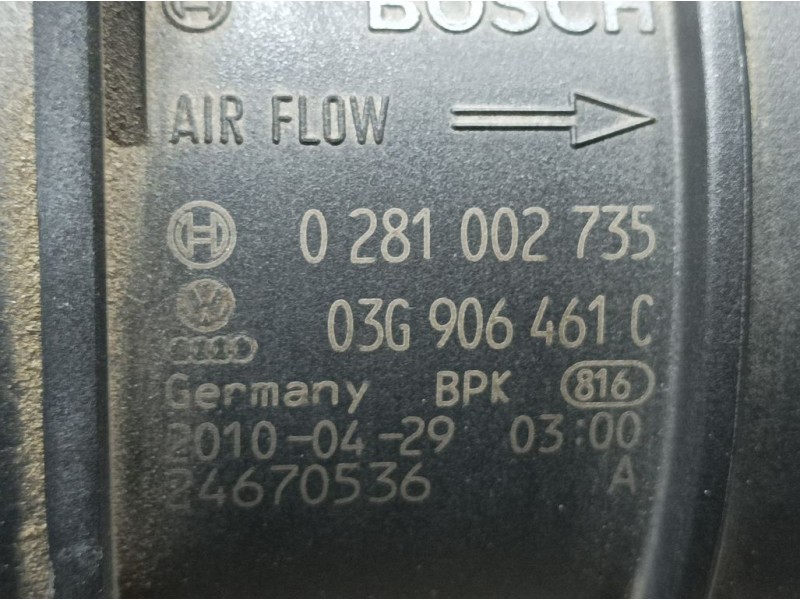 BOSCH
AIR FLOW
0 281 002 735
03G 906 461 C
Germany BPK 816
2010-04-29 03:00
24670536 A